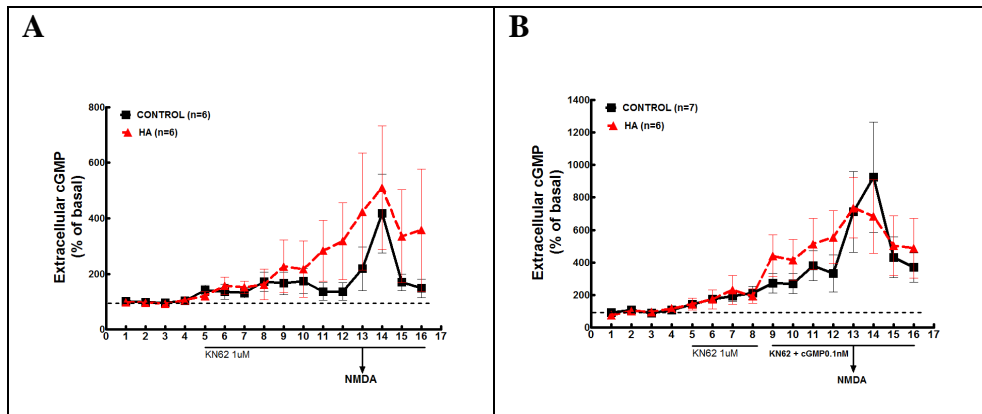 A
800
600
400
200
0
Extracellular cGMP
(% of basal)
CONTROL (n=6)
HA (n=6)
0 1 2 3 4 5 6 7 8 9 10 11 12 13 14 15 16 17
KN62 1uM
NMDA
B
1400
1200
1000
800
600
400
200
0
Extracellular cGMP
(% of basal)
CONTROL (n=7)
HA (n=6)
0 1 2 3 4 5 6 7 8 9 10 11 12 13 14 15 16 17
KN62 1uM
KN62 + cGMP0.1nM
NMDA